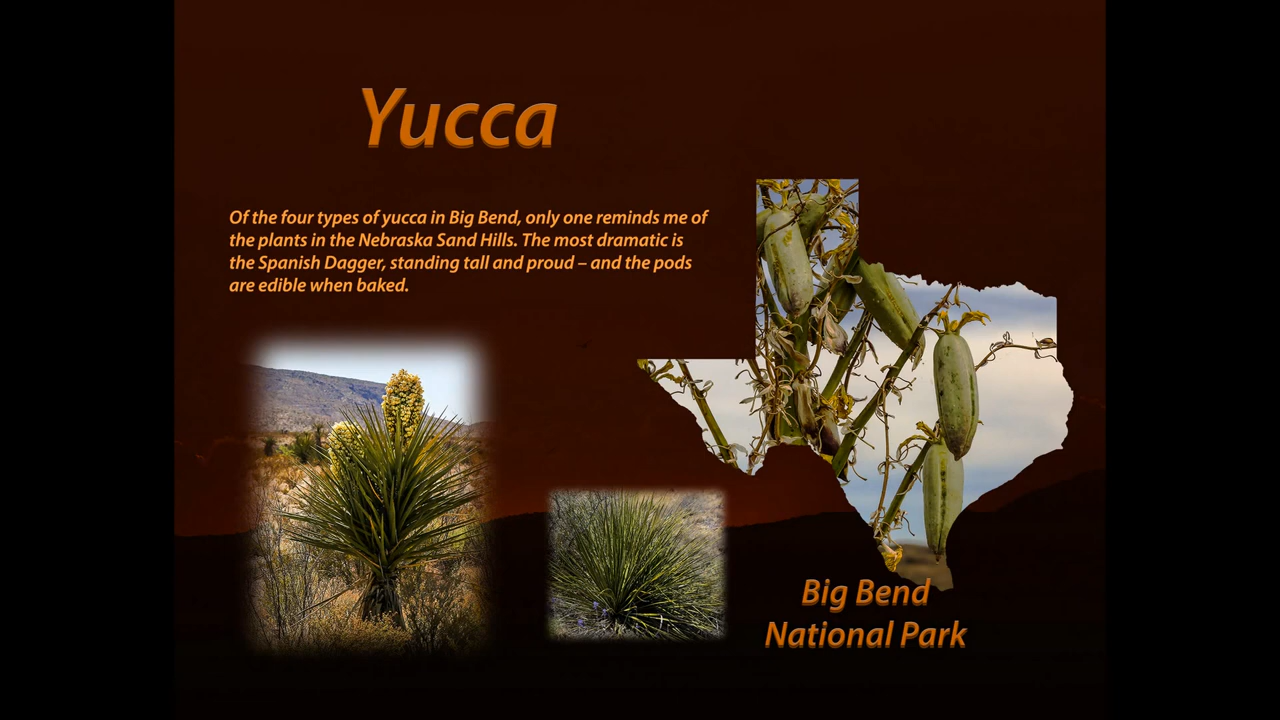 Yucca
Of the four types of yucca in Big Bend, only one reminds me of
the plants in the Nebraska Sand Hills. The most dramatic is
the Spanish Dagger, standing tall and proud – and the pods
are edible when baked.
Big Bend
National Park